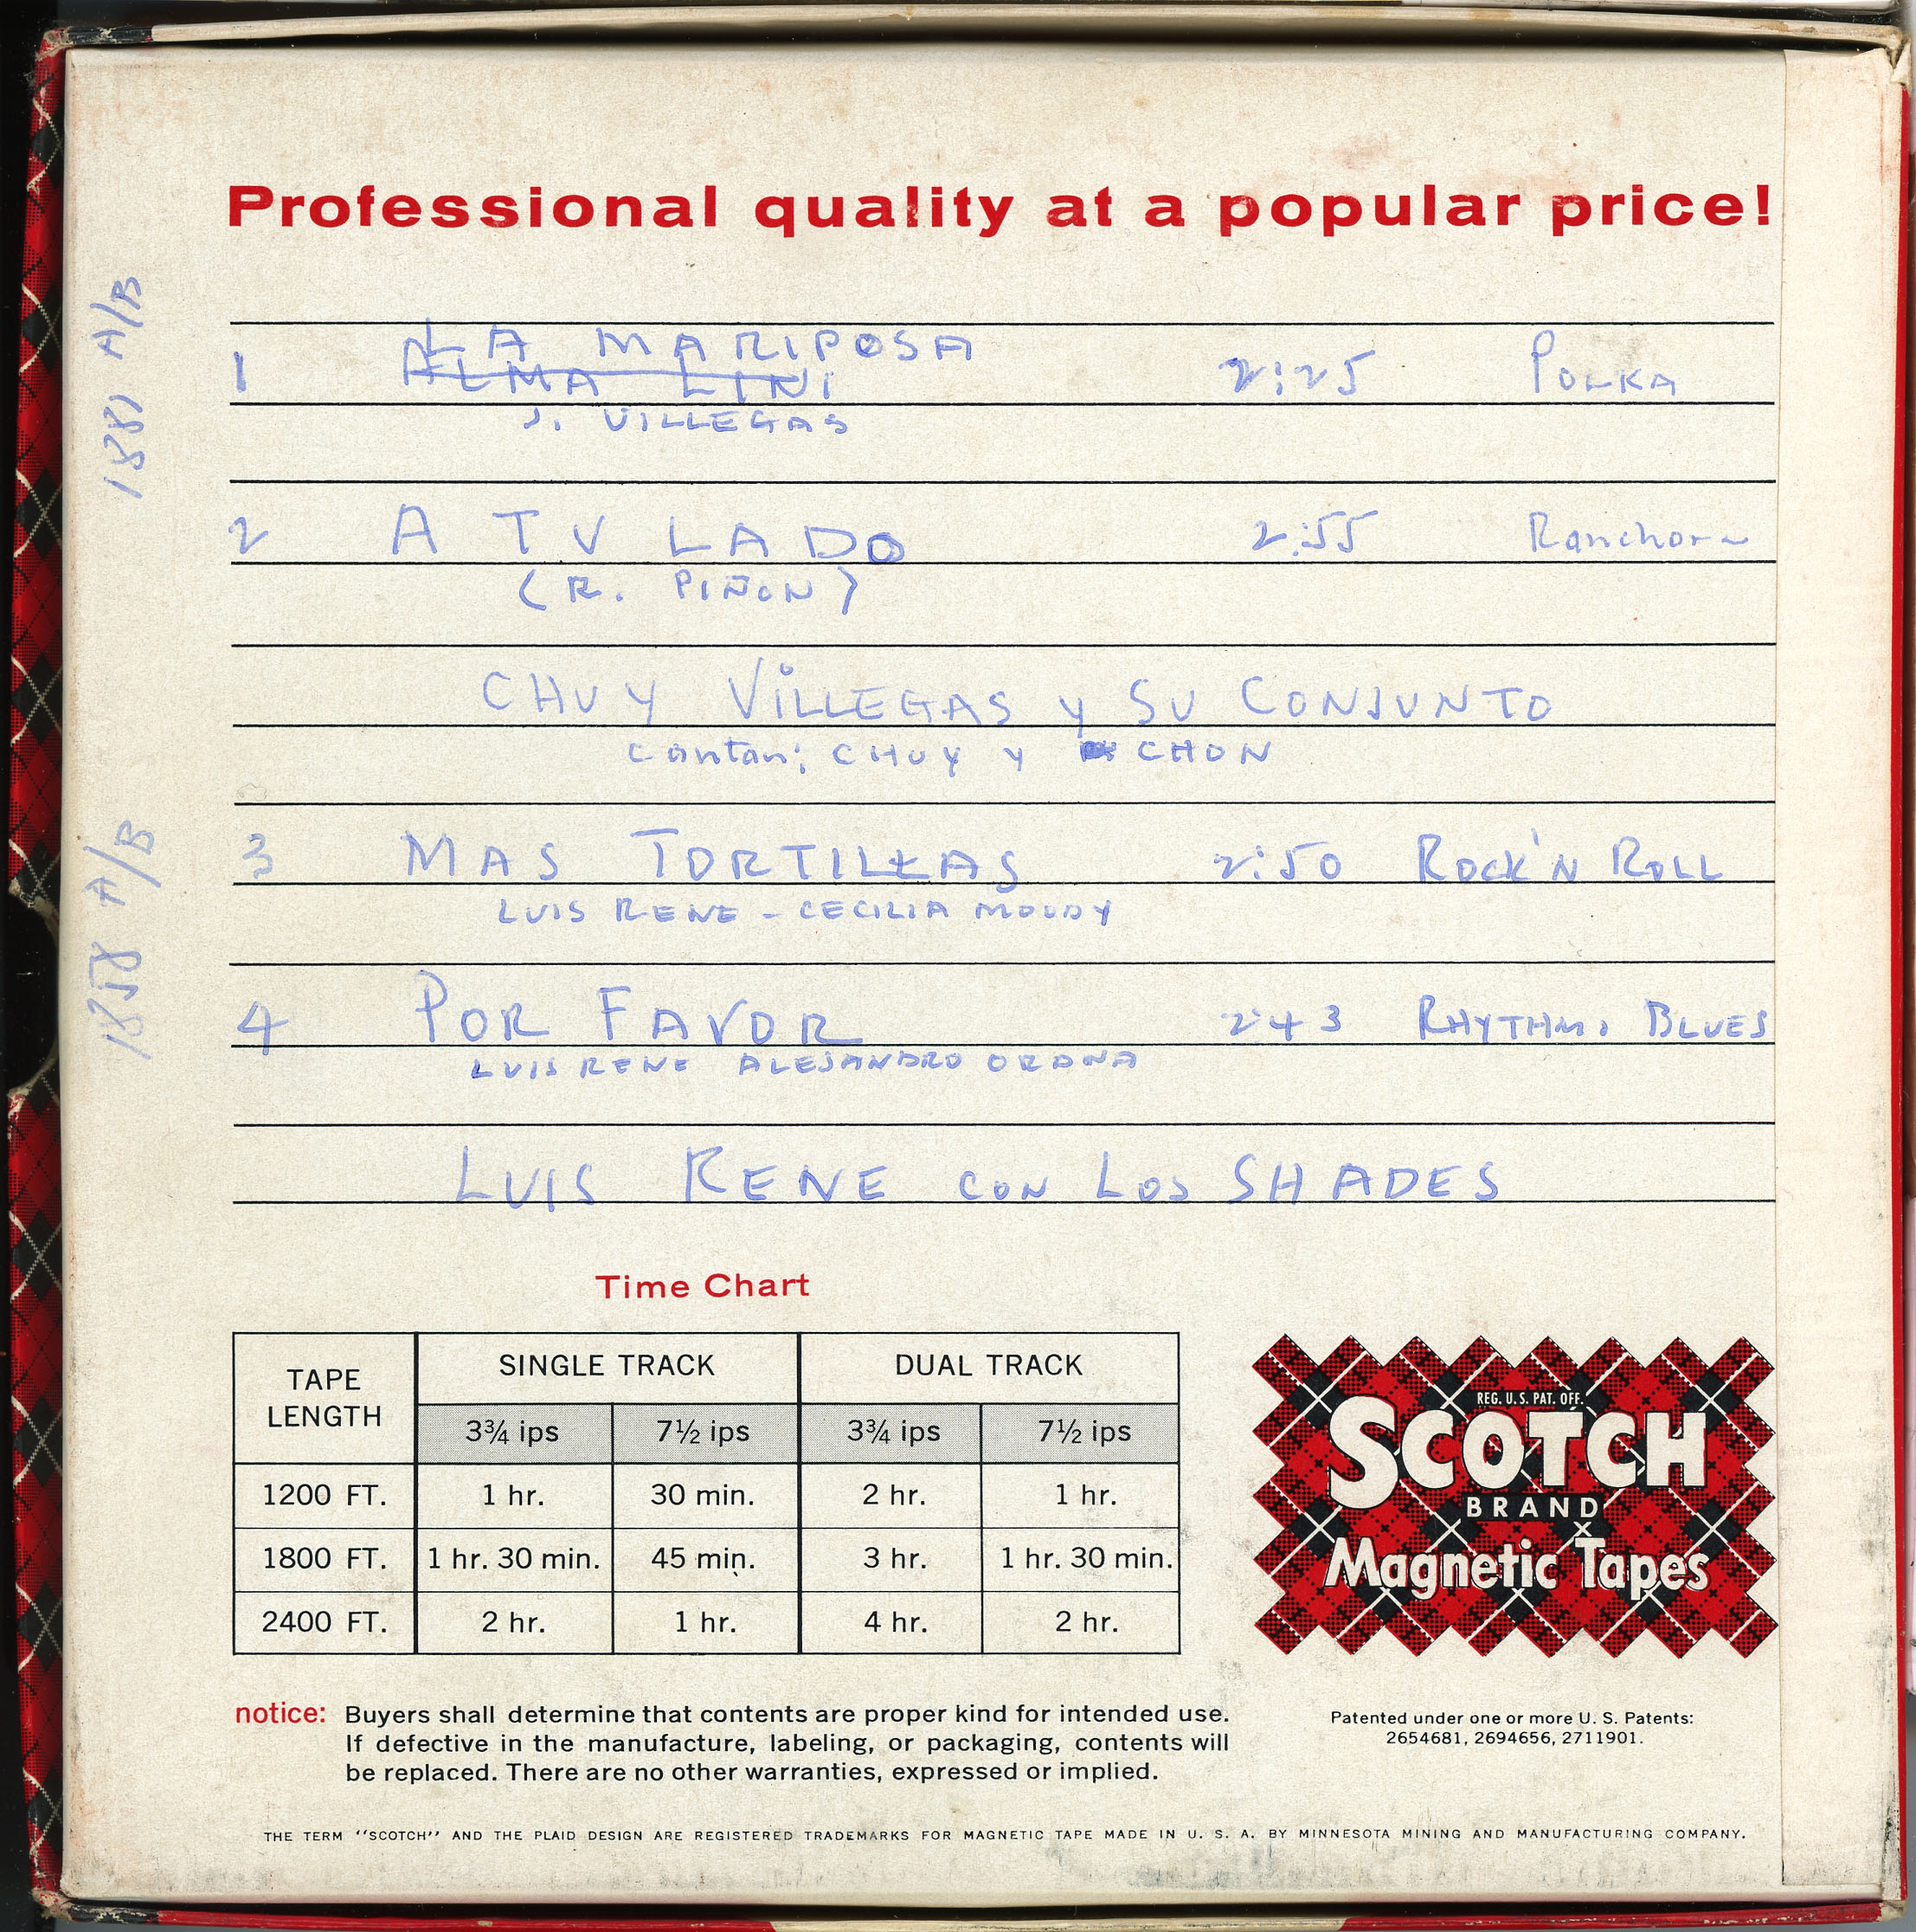 Professional quality at a popular price!
1881 A/B
LA MARIPOSA
1 ALMA LINI 2:25 POLKA
J. VILLEGAS
2 A TU LADO 2:55 Ranchera
(R. PIÑON)
CHUY VILLEGAS y SU CONJUNTO
Cantan: CHUY Y CHON
1858 A/B
3 MAS TORTILLAS 2:50 ROCK'N ROLL
LUIS RENE - CECILIA MOODY
4 POR FAVOR 2:43 RHYTHM. BLUES
LUIS RENE ALEJANDRO ORDONA
LUIS RENE CON LOS SHADES
Time Chart
TAPE LENGTH SINGLE TRACK DUAL TRACK
3¾ ips 7½ ips 3¾ ips 7½ ips
1200 FT. 1 hr. 30 min. 2 hr. 1 hr.
1800 FT. 1 hr. 30 min. 45 min. 3 hr. 1 hr. 30 min.
2400 FT. 2 hr. 1 hr. 4 hr. 2 hr.
REG. U. S. PAT. OFF.
SCOTCH
BRAND
Magnetic Tapes
notice: Buyers shall determine that contents are proper kind for intended use.
If defective in the manufacture, labeling, or packaging, contents will
be replaced. There are no other warranties, expressed or implied.
Patented under one or more U. S. Patents:
2654681, 2694656, 2711901.
THE TERM "SCOTCH" AND THE PLAID DESIGN ARE REGISTERED TRADEMARKS FOR MAGNETIC TAPE MADE IN U. S. A. BY MINNESOTA MINING AND MANUFACTURING COMPANY.